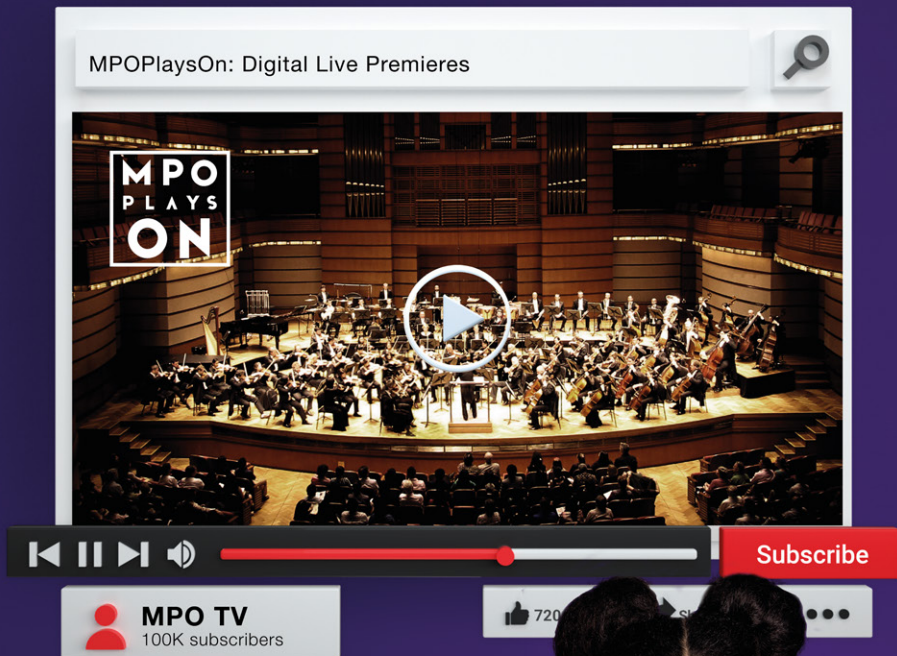 MPOPlaysOn: Digital Live Premieres
MPO
PLAYS
ON
Subscribe
MPO TV
100K subscribers
720